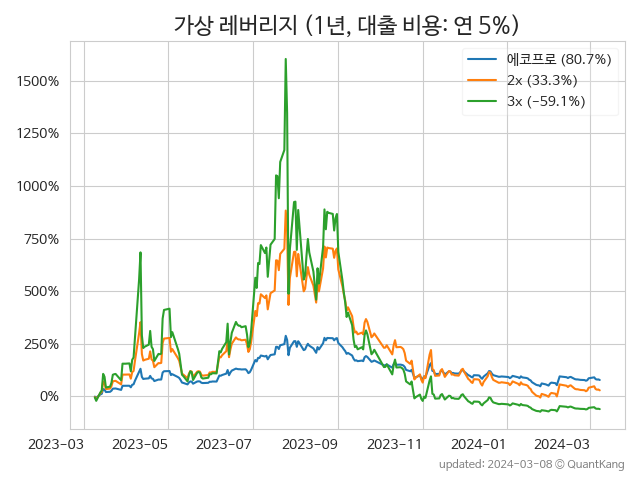 가상 레버리지 (1년, 대출 비용: 연 5%)
에코프로 (80.7%)
2x (33.3%)
3x (-59.1%)
1500%
1250%
1000%
750%
500%
250%
0%
2023-03 2023-05 2023-07 2023-09 2023-11 2024-01 2024-03
updated: 2024-03-08 © QuantKang